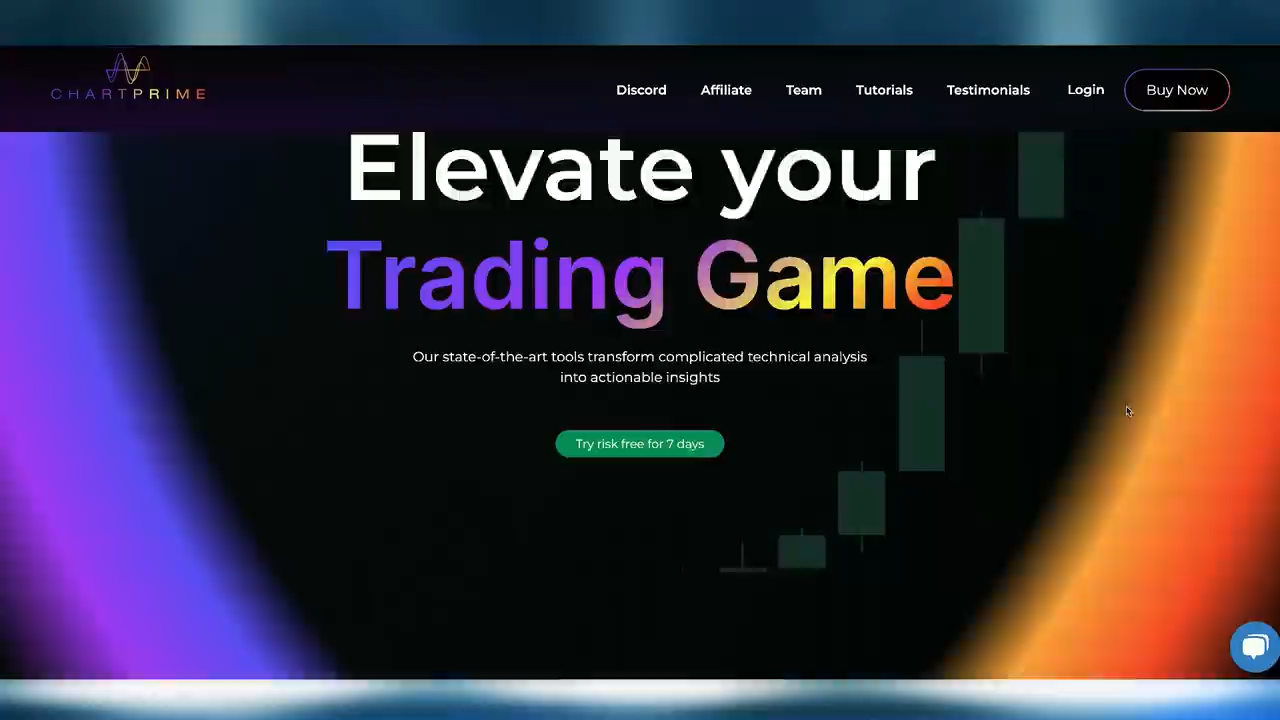 CHARTPRIME
Discord
Affiliate
Team
Tutorials
Testimonials
Login
Buy Now
Elevate your
Trading Game
Our state-of-the-art tools transform complicated technical analysis
into actionable insights
Try risk free for 7 days